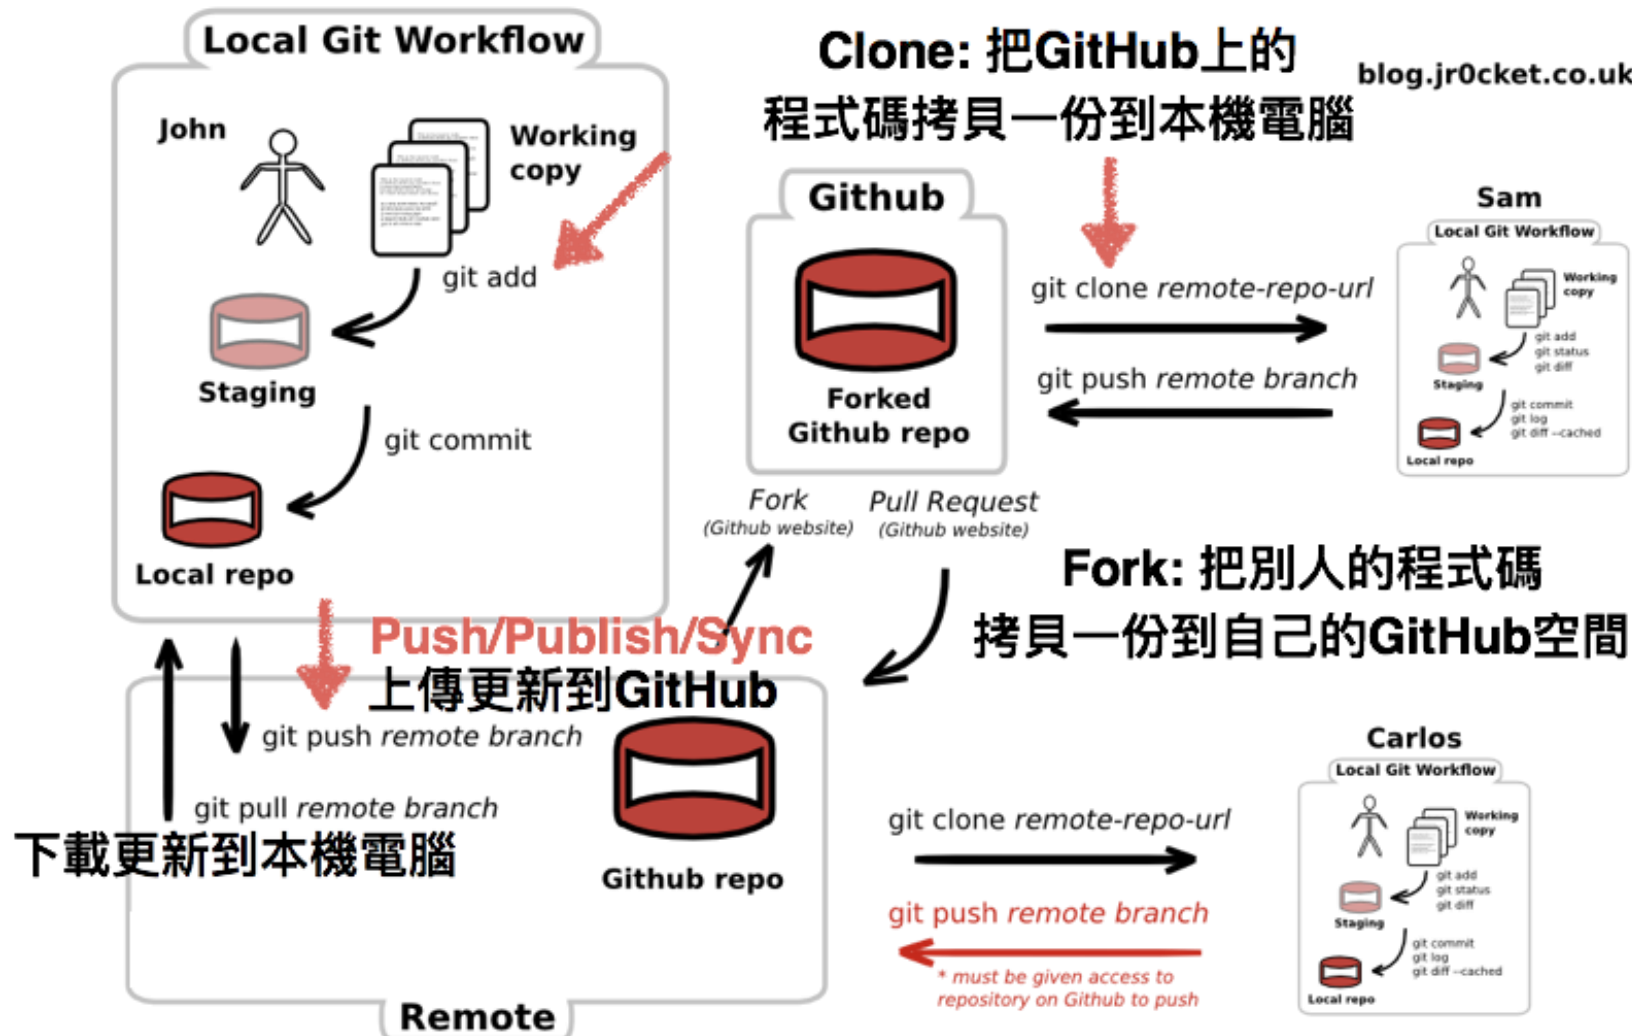 Local Git Workflow
John
Working
copy
git add
Staging
git commit
Local repo
Clone: 把GitHub上的
程式碼拷貝一份到本機電腦
blog.jr0cket.co.uk
Github
Forked
Github repo
git clone remote-repo-url
git push remote branch
Sam
Local Git Workflow
Working
copy
git add
git status
git diff
Staging
git commit
git log
git diff --cached
Local repo
Fork
(Github website)
Pull Request
(Github website)
Fork: 把別人的程式碼
拷貝一份到自己的GitHub空間
Push/Publish/Sync
上傳更新到GitHub
git push remote branch
git pull remote branch
下載更新到本機電腦
Github repo
Remote
git clone remote-repo-url
git push remote branch
* must be given access to
repository on Github to push
Carlos
Local Git Workflow
Working
copy
git add
git status
git diff
Staging
git commit
git log
git diff --cached
Local repo